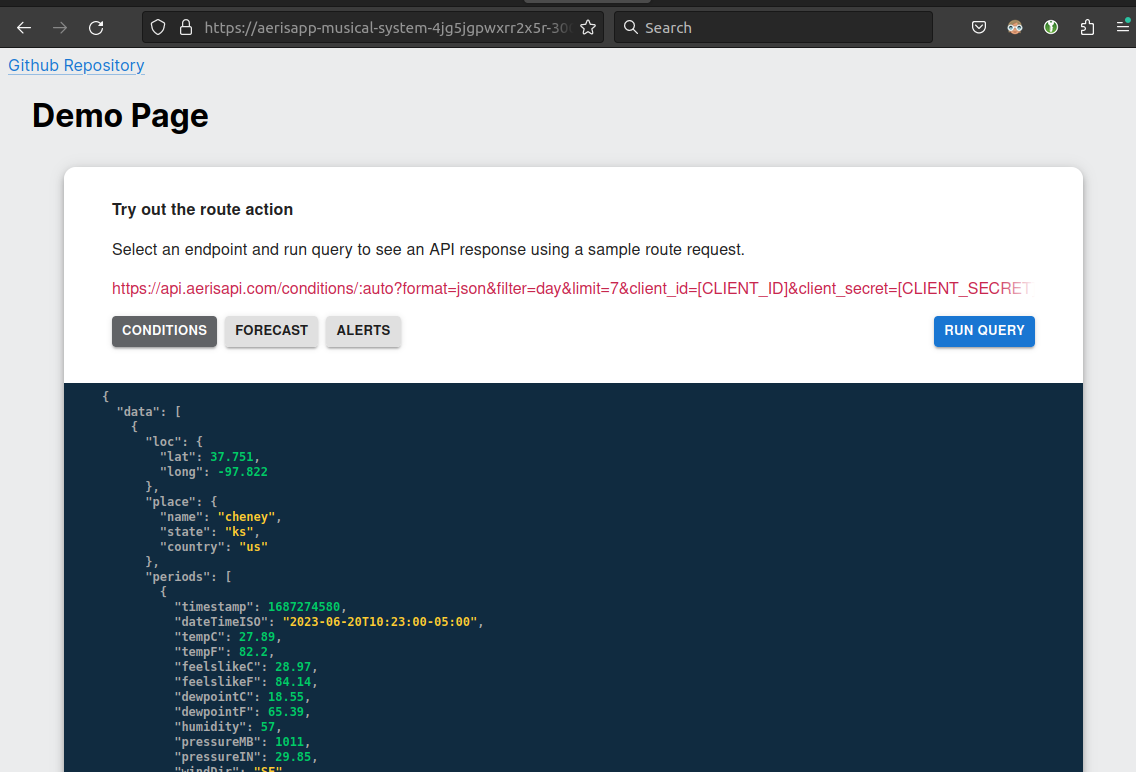 https://aerisapp-musical-system-4jg5jgpwxrr2x5r-300
Search
Github Repository
Demo Page
Try out the route action
Select an endpoint and run query to see an API response using a sample route request.
https://api.aerisapi.com/conditions/:auto?format=json&filter=day&limit=7&client_id=[CLIENT_ID]&client_secret=[CLIENT_SECRET
CONDITIONS FORECAST ALERTS RUN QUERY
{
"data": [
{
"loc": {
"lat": 37.751,
"long": -97.822
},
"place": {
"name": "cheney",
"state": "ks",
"country": "us"
},
"periods": [
{
"timestamp": 1687274580,
"dateTimeISO": "2023-06-20T10:23:00-05:00",
"tempC": 27.89,
"tempF": 82.2,
"feelslikeC": 28.97,
"feelslikeF": 84.14,
"dewpointC": 18.55,
"dewpointF": 65.39,
"humidity": 57,
"pressureMB": 1011,
"pressureIN": 29.85,
"windDir": "SE"